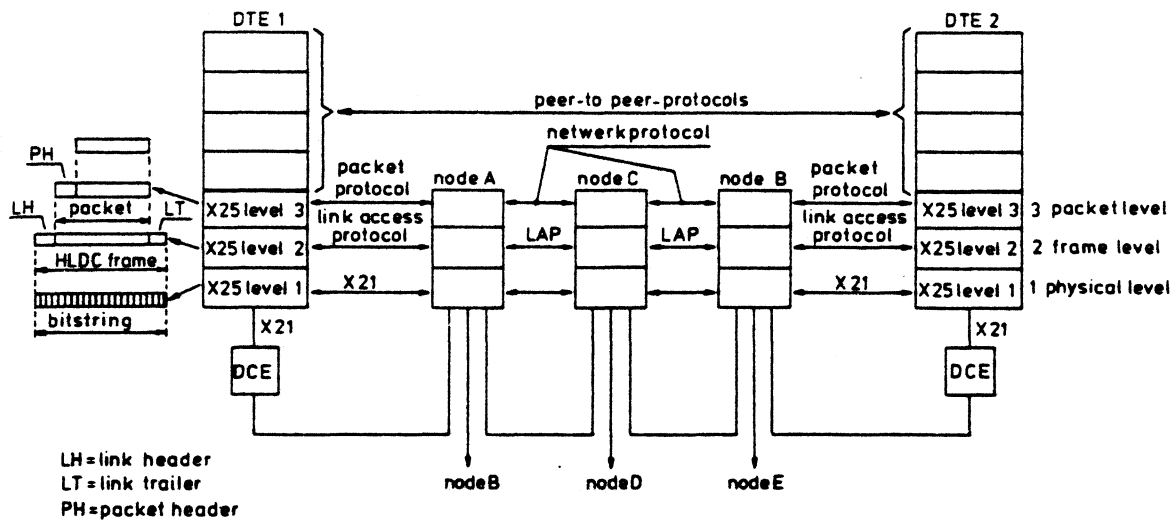 DTE 1
DTE 2
peer-to peer-protocols
netwerkprotocol
PH
packet
protocol
node A
node C
node B
packet
protocol
LH
packet
LT
X25 level 3
link access
protocol
LAP
LAP
link access
protocol
X25 level 3
3 packet level
X25 level 2
X25 level 2
2 frame level
HLDC frame
X25 level 1
X21
X21
X25 level 1
1 physical level
bitstring
X21
X21
DCE
DCE
LH=link header
LT=link trailer
PH=packet header
node B
node D
node E